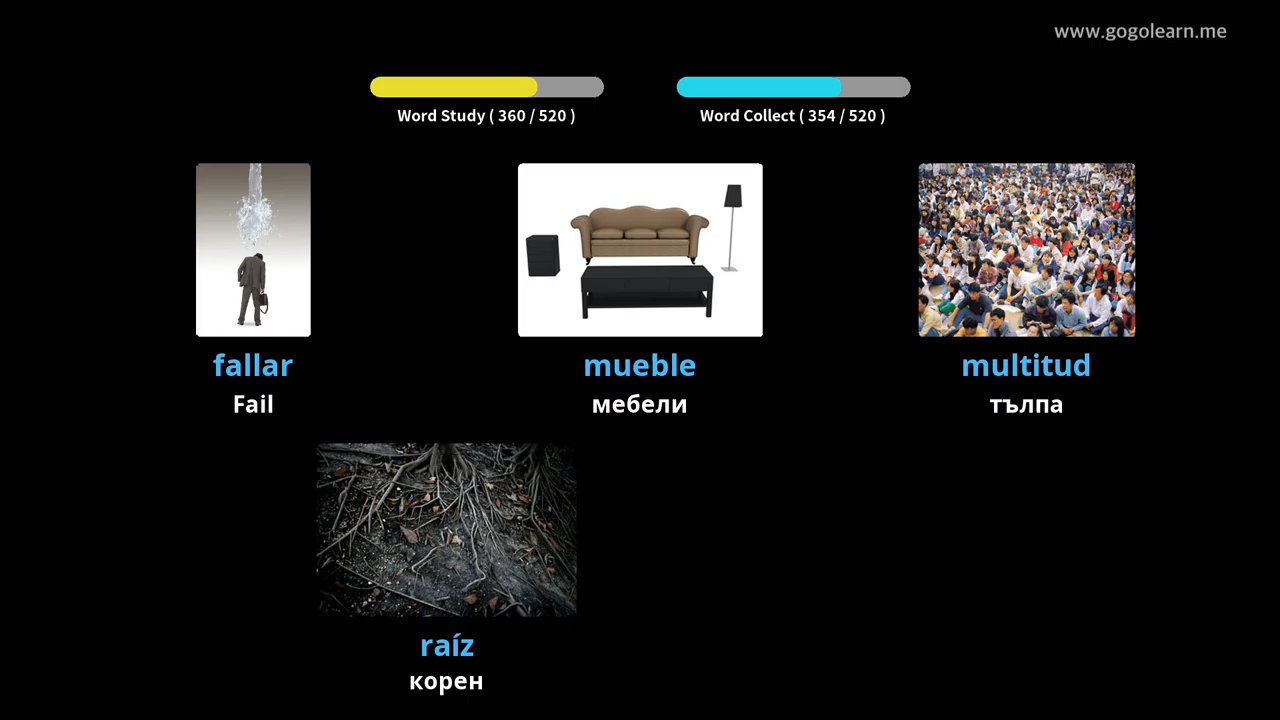 www.gogolearn.me
Word Study ( 360 / 520 )
Word Collect ( 354 / 520 )
fallar
Fail
mueble
мебели
multitud
тълпа
raíz
корен